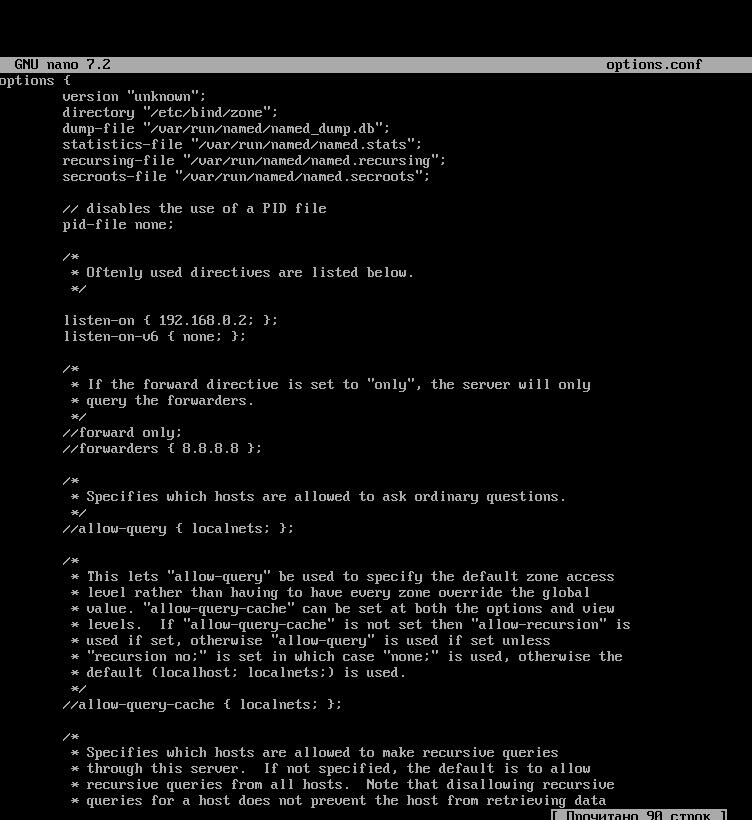 GNU nano 7.2 options.conf
options {
version "unknown";
directory "/etc/bind/zone";
dump-file "/var/run/named/named_dump.db";
statistics-file "/var/run/named/named.stats";
recursing-file "/var/run/named/named.recursing";
secroots-file "/var/run/named/named.secroots";
// disables the use of a PID file
pid-file none;
/*
* Oftenly used directives are listed below.
*/
listen-on { 192.168.0.2; };
listen-on-v6 { none; };
/*
* If the forward directive is set to "only", the server will only
* query the forwarders.
*/
//forward only;
//forwarders { 8.8.8.8 };
/*
* Specifies which hosts are allowed to ask ordinary questions.
*/
//allow-query { localnets; };
/*
* This lets "allow-query" be used to specify the default zone access
* level rather than having to have every zone override the global
* value. "allow-query-cache" can be set at both the options and view
* levels.  If "allow-query-cache" is not set then "allow-recursion" is
* used if set, otherwise "allow-query" is used if set unless
* "recursion no;" is set in which case "none;" is used, otherwise the
* default (localhost; localnets;) is used.
*/
//allow-query-cache { localnets; };
/*
* Specifies which hosts are allowed to make recursive queries
* through this server.  If not specified, the default is to allow
* recursive queries from all hosts.  Note that disallowing recursive
* queries for a host does not prevent the host from retrieving data
[ Прочитано 90 строк ]